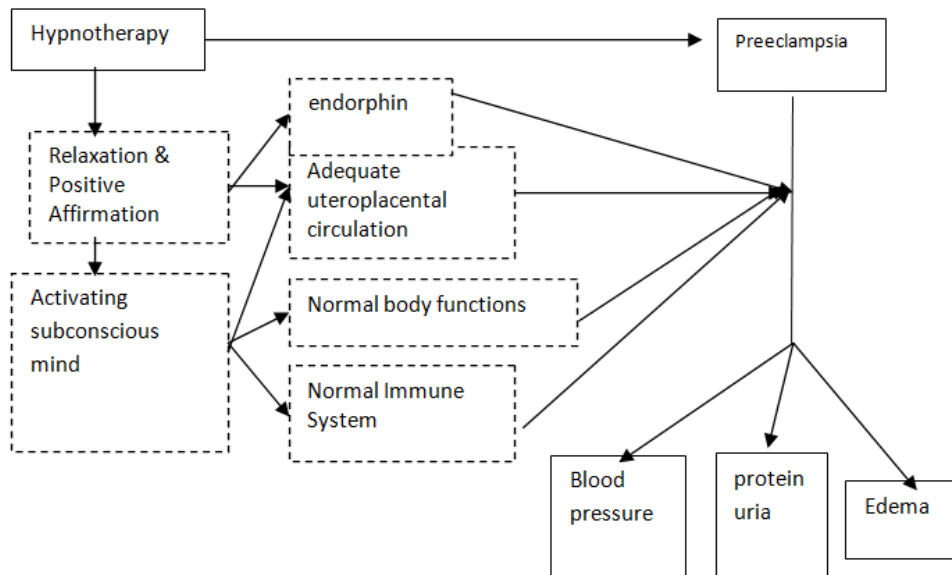 Hypnotherapy
Preeclampsia
endorphin
Relaxation &
Positive
Affirmation
Adequate
uteroplacental
circulation
Activating
subconscious
mind
Normal body functions
Normal Immune
System
Blood
pressure
protein
uria
Edema